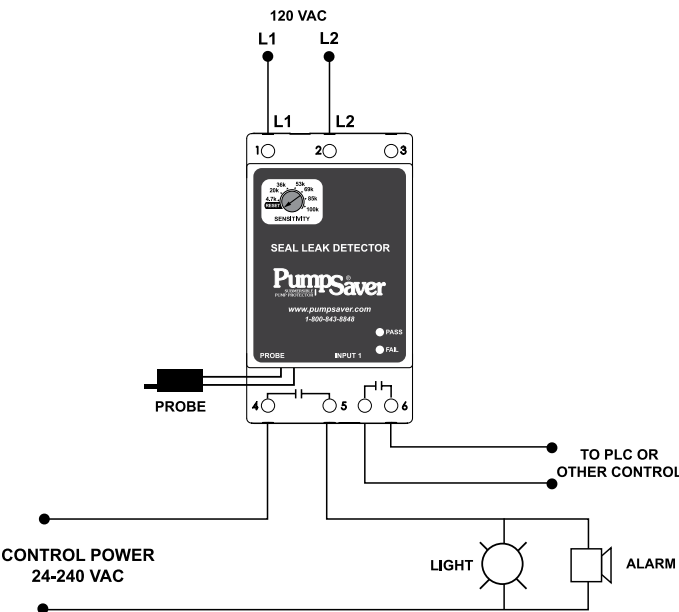 120 VAC
L1 L2
L1 L2
1 2 3
36k 53k
20k 69k
4.7k 85k
RESET 100k
SENSITIVITY
SEAL LEAK DETECTOR
PumpSaver®
SUBMERSIBLE
PUMP PROTECTOR
www.pumpsaver.com
1-800-843-8848
PASS
FAIL
PROBE INPUT 1
PROBE
4 5 6
TO PLC OR
OTHER CONTROL
CONTROL POWER
24-240 VAC
LIGHT
ALARM